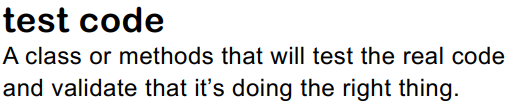 test code
A class or methods that will test the real code
and validate that it’s doing the right thing.